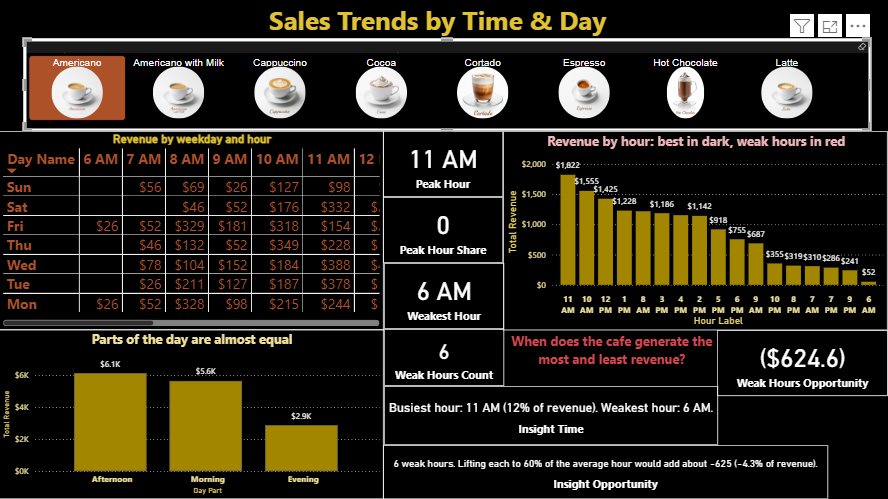 Sales Trends by Time & Day
Americano
Americano with Milk
Cappuccino
Cocoa
Cortado
Espresso
Hot Chocolate
Latte
Revenue by weekday and hour
Day Name 6 AM 7 AM 8 AM 9 AM 10 AM 11 AM 12
Sun $56 $69 $26 $127 $98
Sat $46 $52 $176 $332 $
Fri $26 $52 $329 $181 $318 $154 $
Thu $46 $132 $52 $349 $228 $
Wed $78 $104 $152 $184 $388 $
Tue $26 $211 $127 $187 $378 $
Mon $26 $52 $328 $98 $215 $244 $
11 AM
Peak Hour
0
Peak Hour Share
6 AM
Weakest Hour
6
Weak Hours Count
Revenue by hour: best in dark, weak hours in red
Total Revenue
$2,000
$1,500
$1,000
$500
$0
$1,822
$1,555
$1,425
$1,228
$1,186
$1,142
$918
$755
$687
$355
$319
$310
$286
$241
$52
11 AM
10 AM
12 PM
1 PM
8 AM
3 PM
4 PM
2 PM
5 PM
6 PM
9 AM
10 PM
8 PM
7 AM
7 PM
9 PM
6 AM
Hour Label
Parts of the day are almost equal
Total Revenue
$6K
$4K
$2K
$0K
$6.1K
$5.6K
$2.9K
Afternoon
Morning
Evening
Day Part
When does the cafe generate the
most and least revenue?
($624.6)
Weak Hours Opportunity
Busiest hour: 11 AM (12% of revenue). Weakest hour: 6 AM.
Insight Time
6 weak hours. Lifting each to 60% of the average hour would add about -625 (-4.3% of revenue).
Insight Opportunity